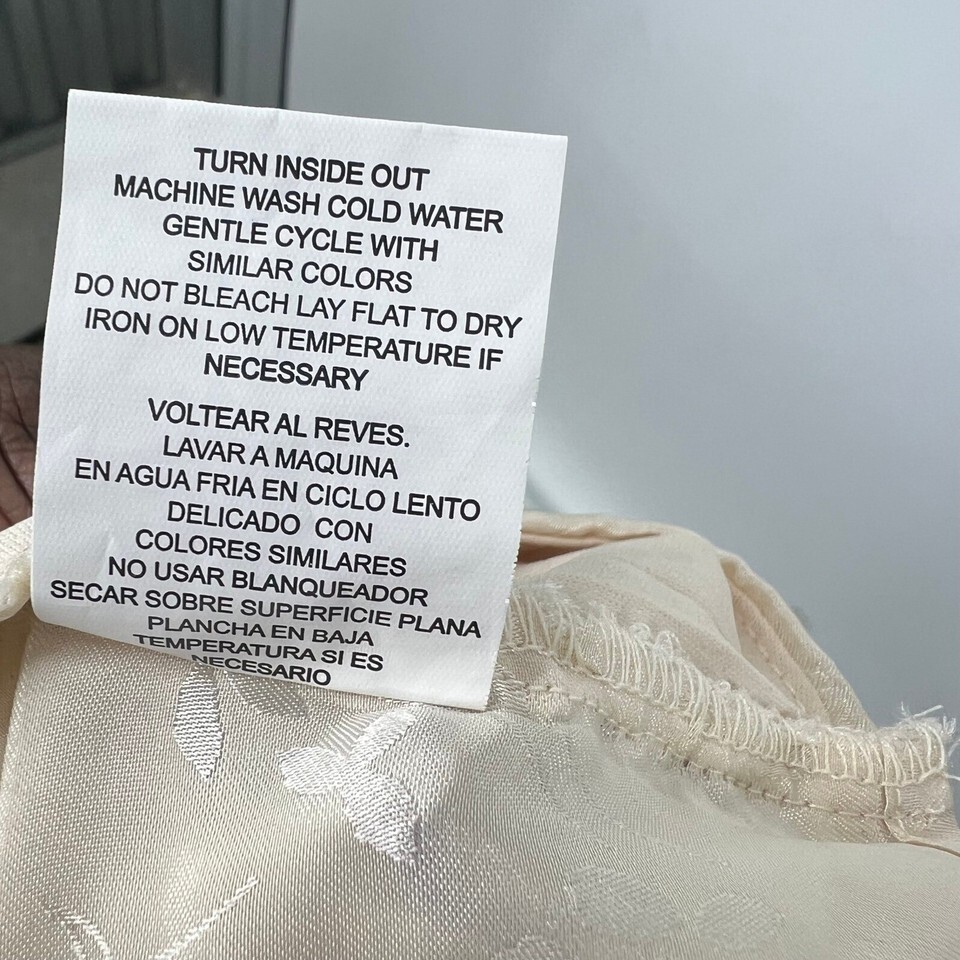 TURN INSIDE OUT
MACHINE WASH COLD WATER
GENTLE CYCLE WITH
SIMILAR COLORS
DO NOT BLEACH LAY FLAT TO DRY
IRON ON LOW TEMPERATURE IF
NECESSARY
VOLTEAR AL REVES.
LAVAR A MAQUINA
EN AGUA FRIA EN CICLO LENTO
DELICADO CON
COLORES SIMILARES
NO USAR BLANQUEADOR
SECAR SOBRE SUPERFICIE PLANA
PLANCHA EN BAJA
TEMPERATURA SI ES
NECESARIO